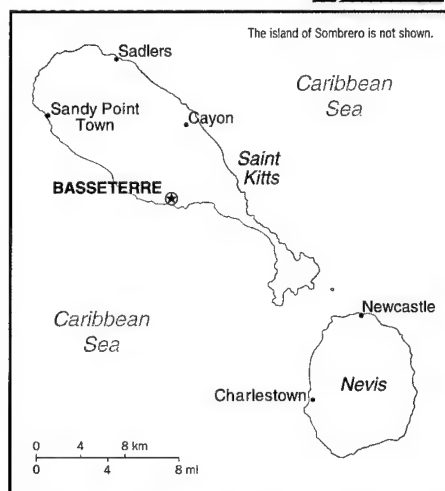 The island of Sombrero is not shown.
Sadlers
Caribbean
Sea
Sandy Point
Town
Cayon
Saint
Kitts
BASSETERRE
Newcastle
Caribbean
Sea
Charlestown
Nevis
0 4 8 km
0 4 8 mi